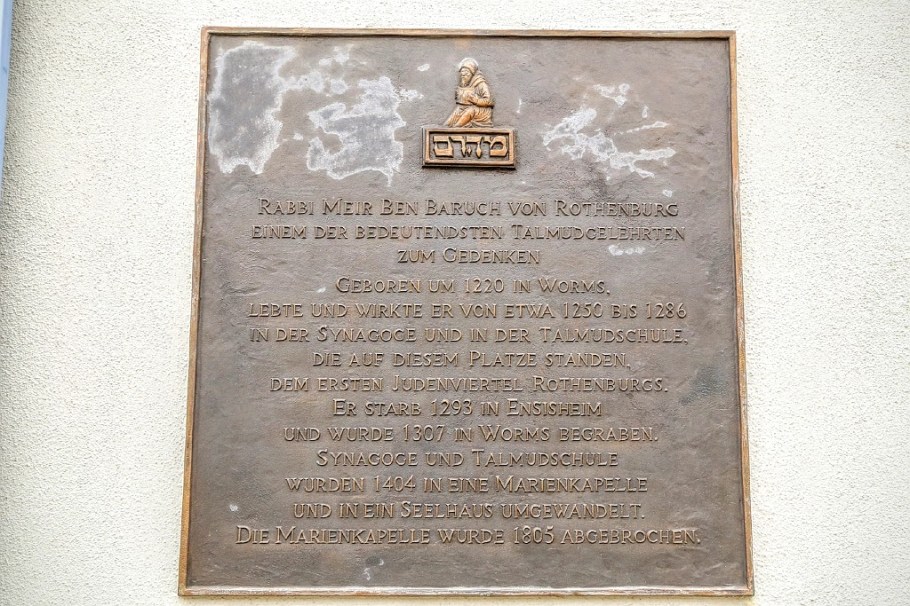 מהרם
RABBI MEIR BEN BARUCH VON ROTHENBURG
EINEM DER BEDEUTENDSTEN TALMUDGELEHRTEN
ZUM GEDENKEN
GEBOREN UM 1220 IN WORMS,
LEBTE UND WIRKTE ER VON ETWA 1250 BIS 1286
IN DER SYNAGOGE UND IN DER TALMUDSCHULE,
DIE AUF DIESEM PLATZE STANDEN,
DEM ERSTEN JUDENVIERTEL ROTHENBURGS.
ER STARB 1293 IN ENSISHEIM
UND WURDE 1307 IN WORMS BEGRABEN.
SYNAGOGE UND TALMUDSCHULE
WURDEN 1404 IN EINE MARIENKAPELLE
UND IN EIN SEELHAUS UMGEWANDELT.
DIE MARIENKAPELLE WURDE 1805 ABGEBROCHEN.